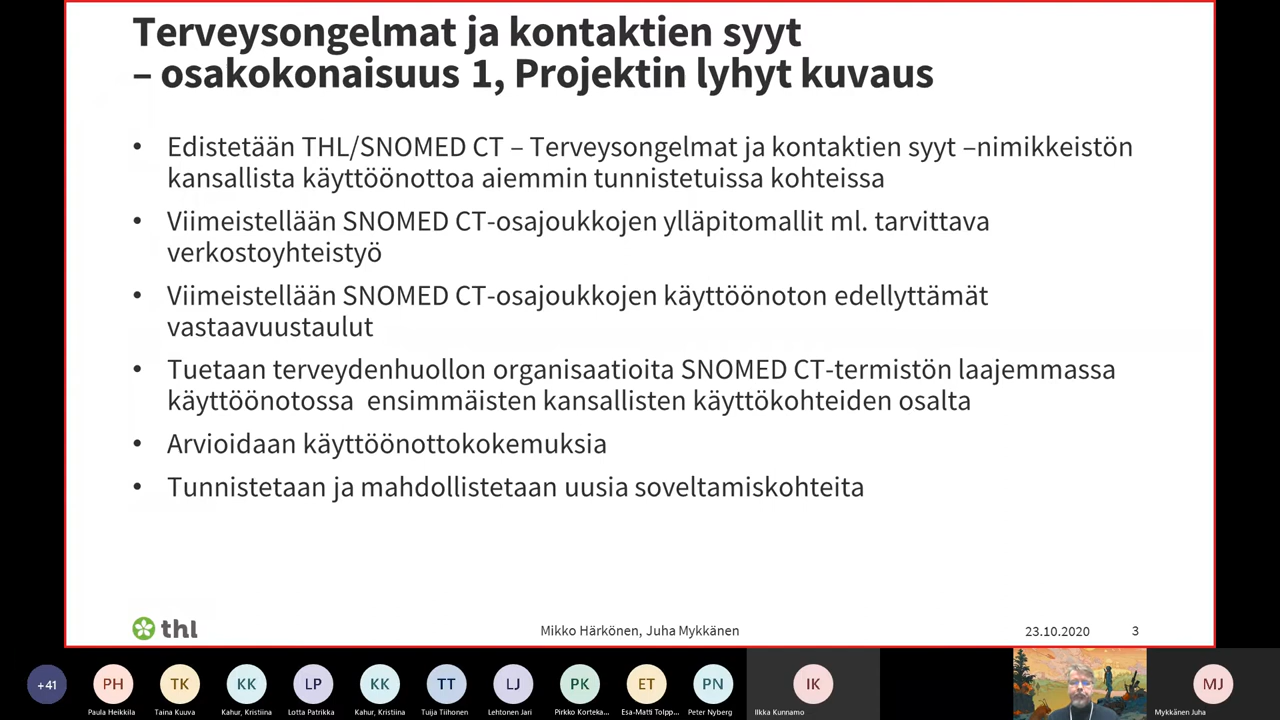 Terveysongelmat ja kontaktien syyt
– osakokonaisuus 1, Projektin lyhyt kuvaus
• Edistetään THL/SNOMED CT – Terveysongelmat ja kontaktien syyt –nimikkeistön
kansallista käyttöönottoa aiemmin tunnistetuissa kohteissa
• Viimeistellään SNOMED CT-osajoukkojen ylläpitomallit ml. tarvittava
verkostoyhteistyö
• Viimeistellään SNOMED CT-osajoukkojen käyttöönoton edellyttämät
vastaavuustaulut
• Tuetaan terveydenhuollon organisaatioita SNOMED CT-termistön laajemmassa
käyttöönotossa ensimmäisten kansallisten käyttökohteiden osalta
• Arvioidaan käyttöönottokokemuksia
• Tunnistetaan ja mahdollistetaan uusia soveltamiskohteita
thl
Mikko Härkönen, Juha Mykkänen
23.10.2020
3
+41 PH TK KK LP KK TT LJ PK ET PN IK MJ
Paula Heikkila Taina Kuuva Kahur, Kristiina Lotta Patrikka Kahur, Kristiina Tuija Tiihonen Lehtonen Jari Pirkko Korteka... Esa-Matti Tolpp... Peter Nyberg Ilkka Kunnamo Mykkänen Juha